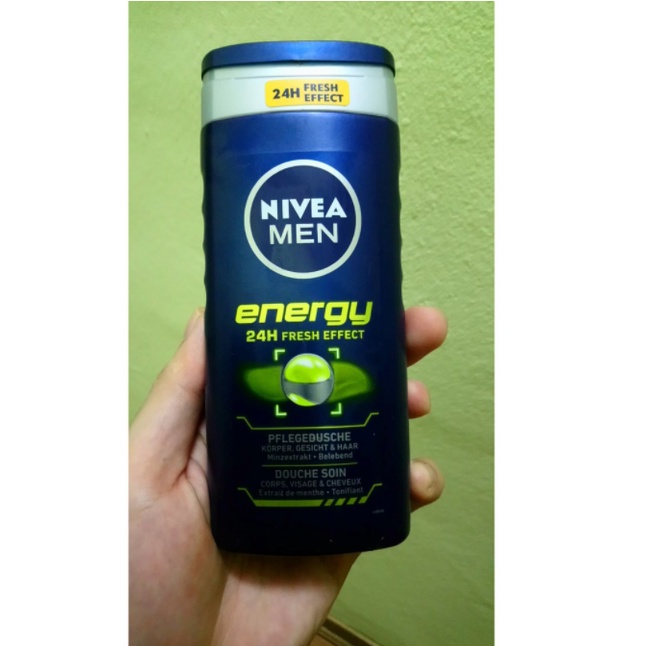 24H FRESH
EFFECT
NIVEA
MEN
energy
24H FRESH EFFECT
PFLEGEDUSCHE
KÖRPER, GESICHT & HAAR
Minzextrakt • Belebend
DOUCHE SOIN
CORPS, VISAGE & CHEVEUX
Extrait de menthe • Tonifiant